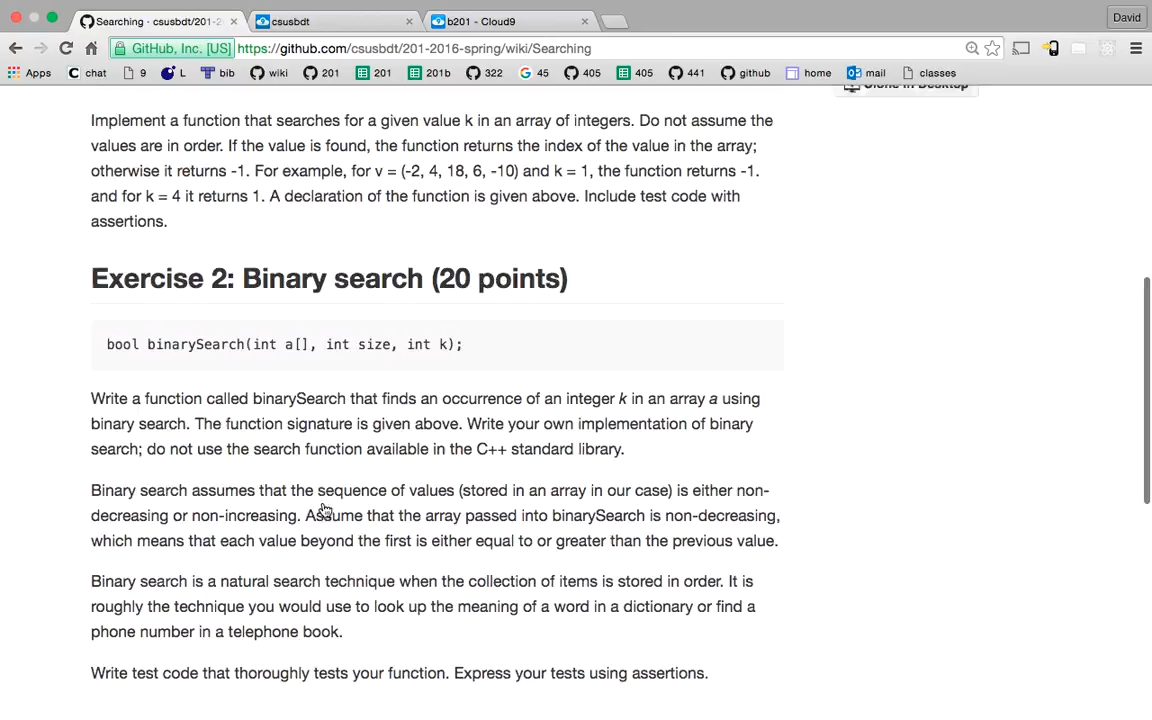 Searching · csusbdt/201-2
csusbdt
b201 - Cloud9
David
GitHub, Inc. [US] https://github.com/csusbdt/201-2016-spring/wiki/Searching
Apps chat 9 L bib wiki 201 201 201b 322 45 405 405 441 github home mail classes
Clone in Desktop
Implement a function that searches for a given value k in an array of integers. Do not assume the
values are in order. If the value is found, the function returns the index of the value in the array;
otherwise it returns -1. For example, for v = (-2, 4, 18, 6, -10) and k = 1, the function returns -1.
and for k = 4 it returns 1. A declaration of the function is given above. Include test code with
assertions.
Exercise 2: Binary search (20 points)
bool binarySearch(int a[], int size, int k);
Write a function called binarySearch that finds an occurrence of an integer k in an array a using
binary search. The function signature is given above. Write your own implementation of binary
search; do not use the search function available in the C++ standard library.
Binary search assumes that the sequence of values (stored in an array in our case) is either non-
decreasing or non-increasing. Assume that the array passed into binarySearch is non-decreasing,
which means that each value beyond the first is either equal to or greater than the previous value.
Binary search is a natural search technique when the collection of items is stored in order. It is
roughly the technique you would use to look up the meaning of a word in a dictionary or find a
phone number in a telephone book.
Write test code that thoroughly tests your function. Express your tests using assertions.